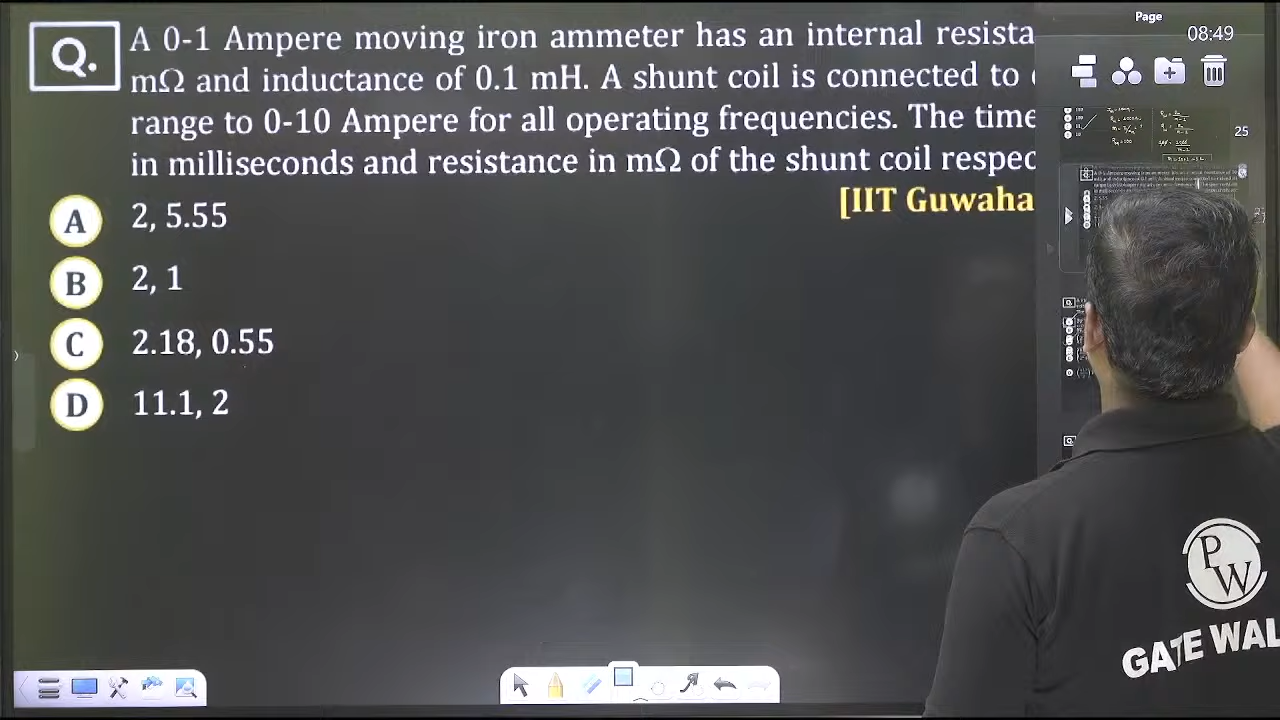 Page
08:49
Q.
A 0-1 Ampere moving iron ammeter has an internal resista
mΩ and inductance of 0.1 mH. A shunt coil is connected to
range to 0-10 Ampere for all operating frequencies. The time
in milliseconds and resistance in mΩ of the shunt coil respec
[IIT Guwaha
A 2, 5.55
B 2, 1
C 2.18, 0.55
D 11.1, 2
25
PW
GATE WAL